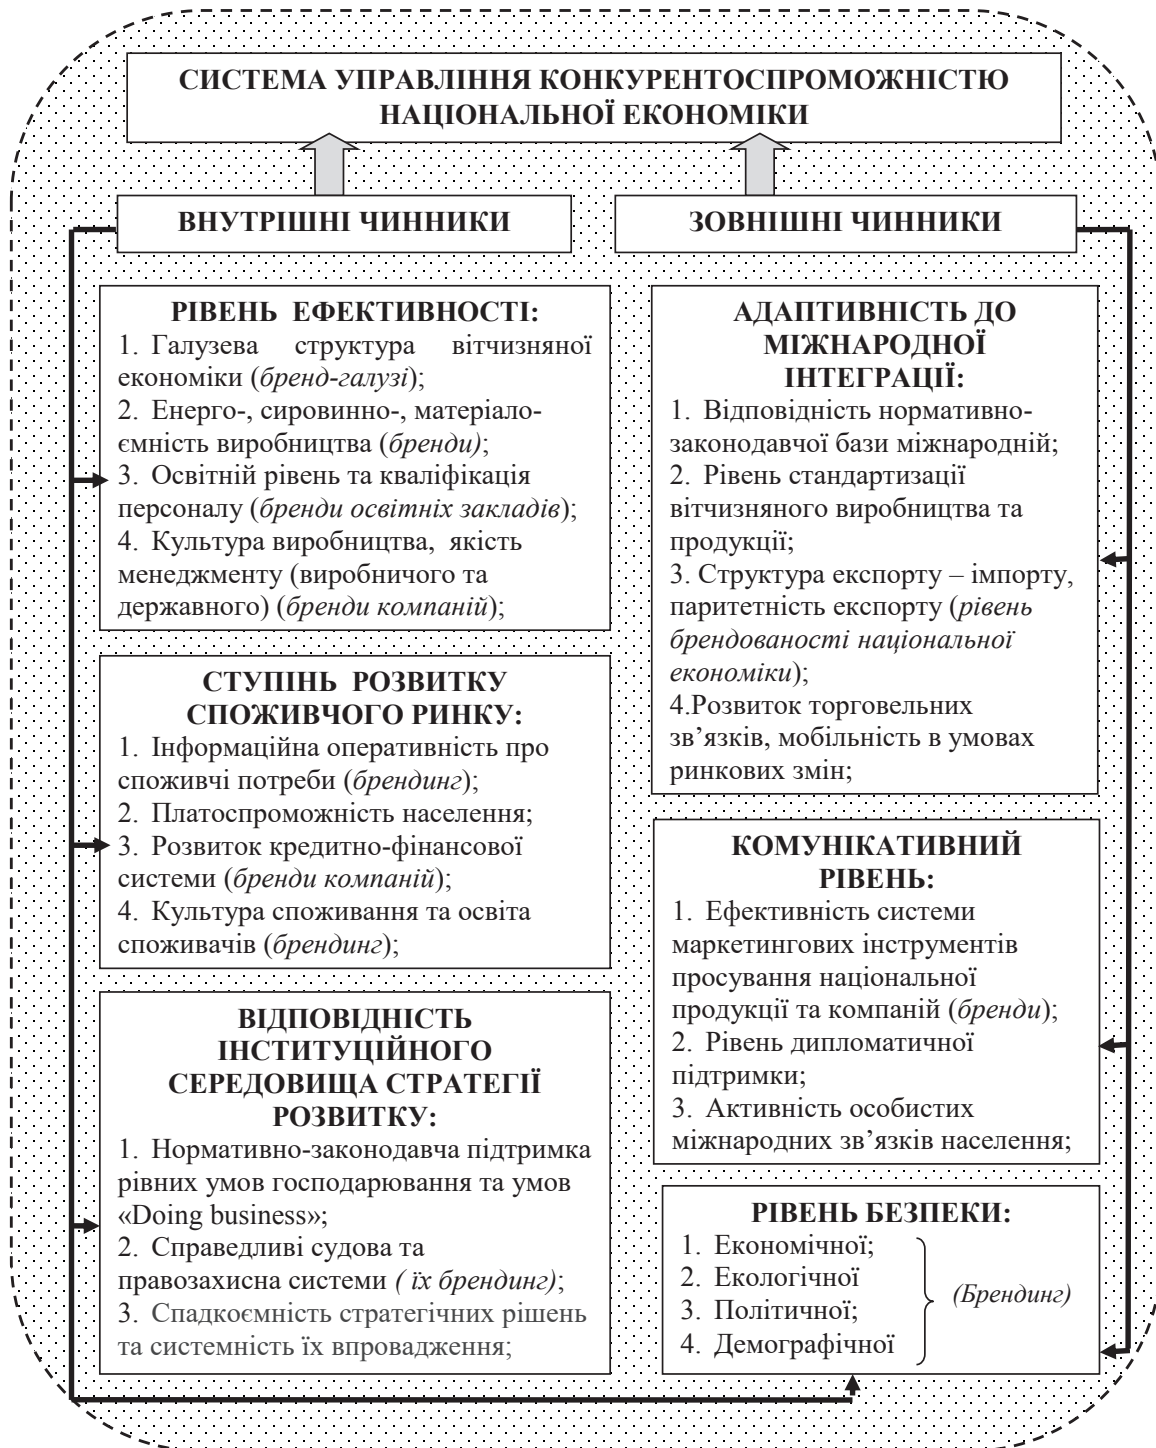 СИСТЕМА УПРАВЛІННЯ КОНКУРЕНТОСПРОМОЖНІСТЮ
НАЦІОНАЛЬНОЇ ЕКОНОМІКИ
ВНУТРІШНІ ЧИННИКИ
ЗОВНІШНІ ЧИННИКИ
РІВЕНЬ ЕФЕКТИВНОСТІ:
1. Галузева структура вітчизняної
економіки (бренд-галузі);
2. Енерго-, сировинно-, матеріало-
ємність виробництва (бренди);
3. Освітній рівень та кваліфікація
персоналу (бренди освітніх закладів);
4. Культура виробництва, якість
менеджменту (виробничого та
державного) (бренди компаній);
СТУПІНЬ РОЗВИТКУ
СПОЖИВЧОГО РИНКУ:
1. Інформаційна оперативність про
споживчі потреби (брендинг);
2. Платоспроможність населення;
3. Розвиток кредитно-фінансової
системи (бренди компаній);
4. Культура споживання та освіта
споживачів (брендинг);
ВІДПОВІДНІСТЬ
ІНСТИТУЦІЙНОГО
СЕРЕДОВИЩА СТРАТЕГІЇ
РОЗВИТКУ:
1. Нормативно-законодавча підтримка
рівних умов господарювання та умов
«Doing business»;
2. Справедливі судова та
правозахисна системи ( їх брендинг);
3. Спадкоємність стратегічних рішень
та системність їх впровадження;
АДАПТИВНІСТЬ ДО
МІЖНАРОДНОЇ
ІНТЕГРАЦІЇ:
1. Відповідність нормативно-
законодавчої бази міжнародній;
2. Рівень стандартизації
вітчизняного виробництва та
продукції;
3. Структура експорту – імпорту,
паритетність експорту (рівень
брендованості національної
економіки);
4.Розвиток торговельних
зв’язків, мобільність в умовах
ринкових змін;
КОМУНІКАТИВНИЙ
РІВЕНЬ:
1. Ефективність системи
маркетингових інструментів
просування національної
продукції та компаній (бренди);
2. Рівень дипломатичної
підтримки;
3. Активність особистих
міжнародних зв’язків населення;
РІВЕНЬ БЕЗПЕКИ:
1. Економічної;
2. Екологічної
3. Політичної;
4. Демографічної
(Брендинг)